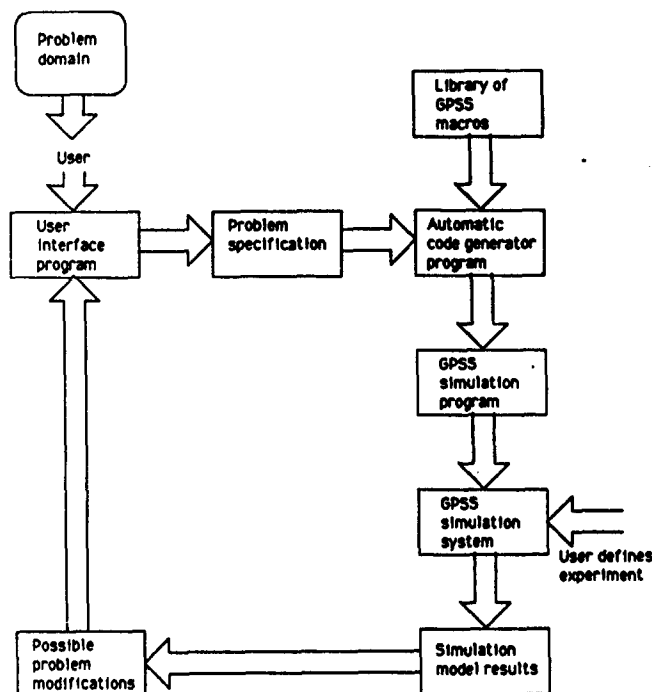 Problem
domain
Library of
GPSS
macros
User
User
interface
program
Problem
specification
Automatic
code generator
program
GPSS
simulation
program
GPSS
simulation
system
User defines
experiment
Possible
problem
modifications
Simulation
model results